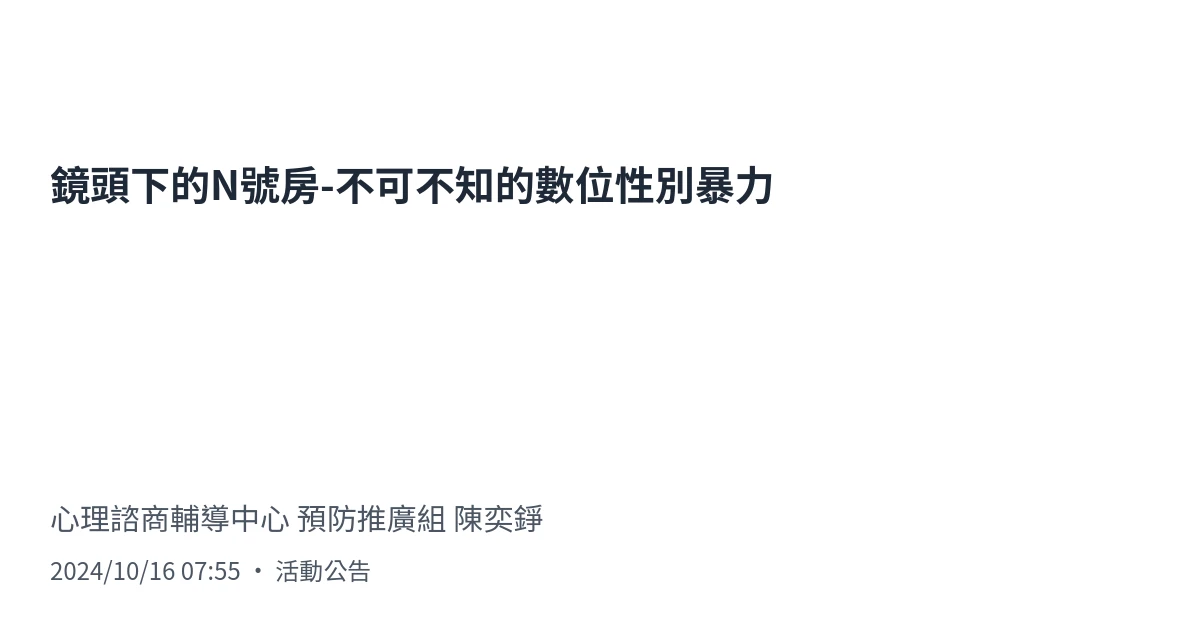 鏡頭下的N號房-不可不知的數位性別暴力
心理諮商輔導中心 預防推廣組 陳奕錚
2024/10/16 07:55 • 活動公告